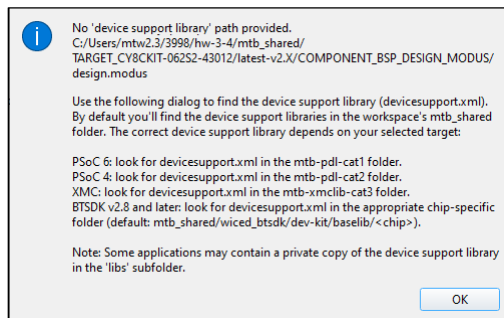 No 'device support library' path provided.
C:/Users/mtw2.3/3998/hw-3-4/mtb_shared/
TARGET_CY8CKIT-062S2-43012/latest-v2.X/COMPONENT_BSP_DESIGN_MODUS/
design.modus
Use the following dialog to find the device support library (devicesupport.xml).
By default you'll find the device support libraries in the workspace's mtb_shared
folder. The correct device support library depends on your selected target:
PSoC 6: look for devicesupport.xml in the mtb-pdl-cat1 folder.
PSoC 4: look for devicesupport.xml in the mtb-pdl-cat2 folder.
XMC: look for devicesupport.xml in the mtb-xmclib-cat3 folder.
BTSDK v2.8 and later: look for devicesupport.xml in the appropriate chip-specific
folder (default: mtb_shared/wiced_btsdk/dev-kit/baselib/<chip>).
Note: Some applications may contain a private copy of the device support library
in the 'libs' subfolder.
OK